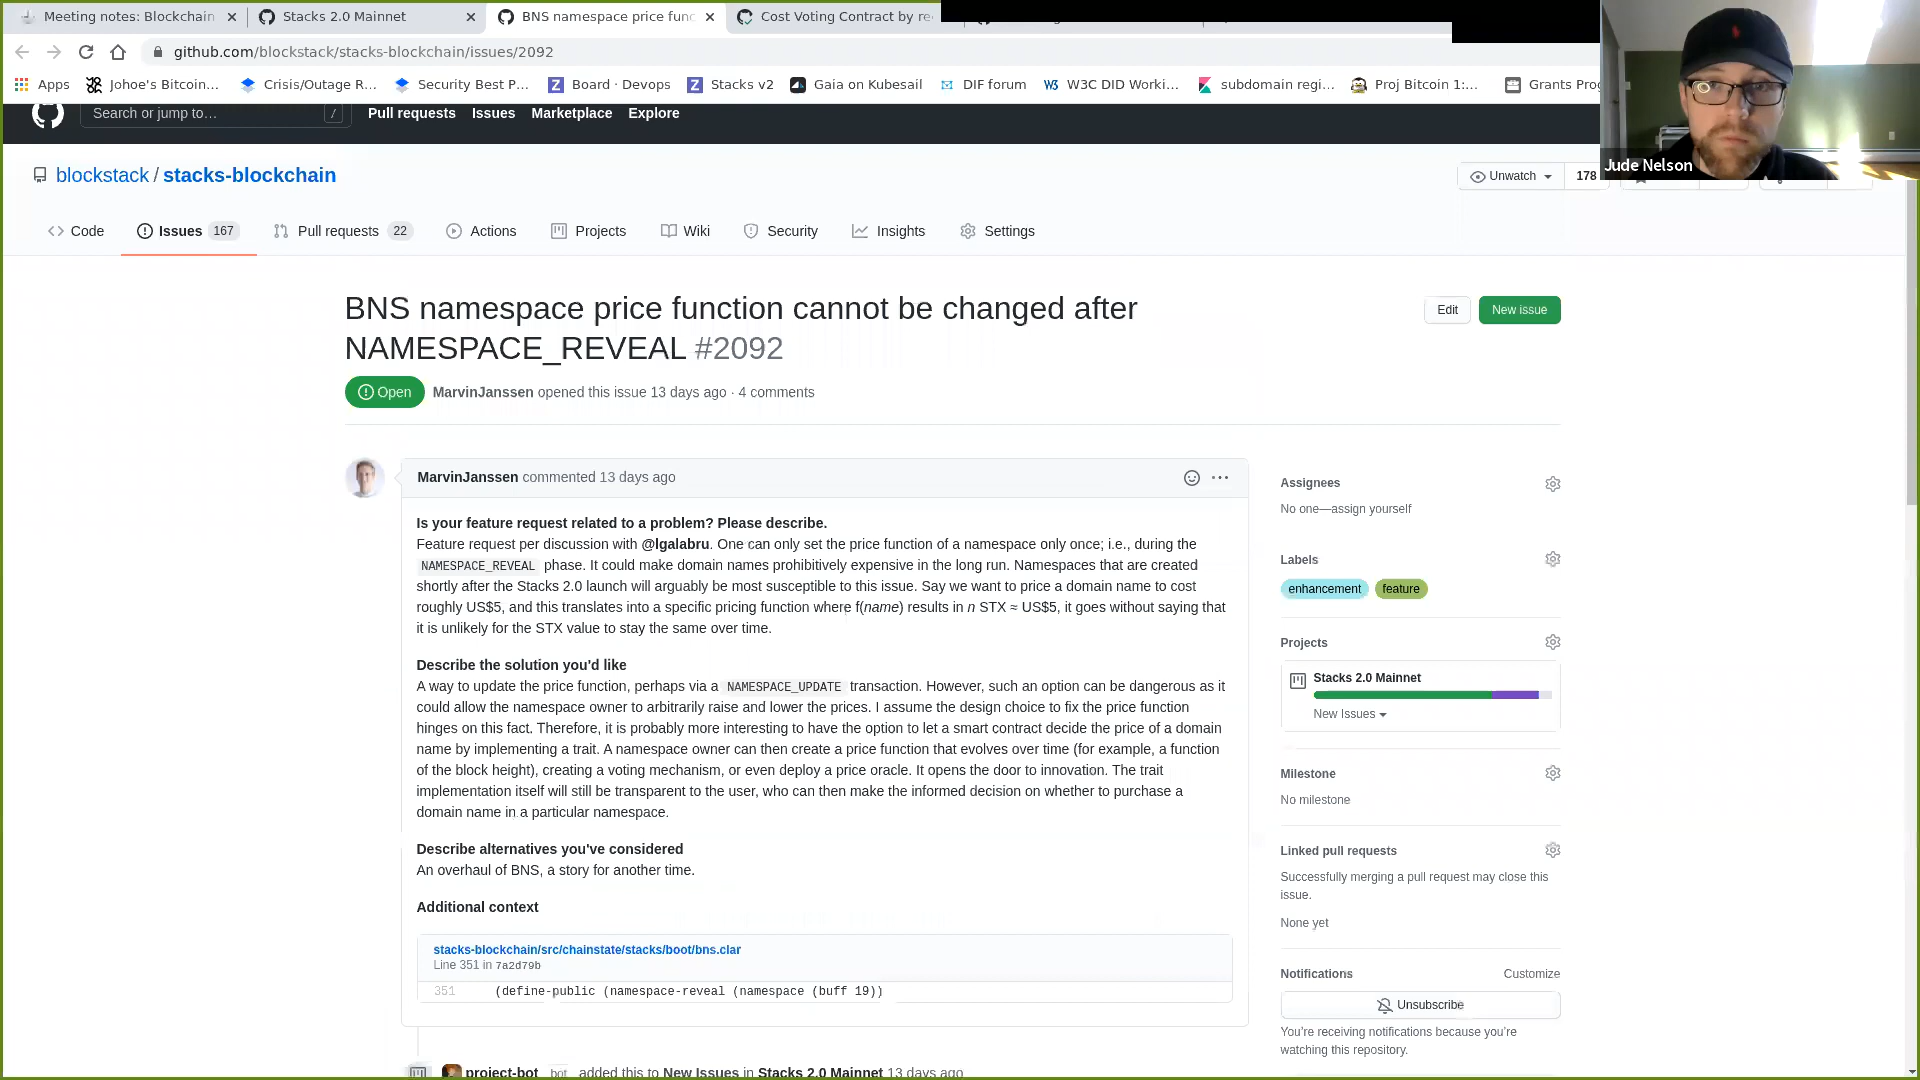 Meeting notes: Blockchain
Stacks 2.0 Mainnet
BNS namespace price func
Cost Voting Contract by re
github.com/blockstack/stacks-blockchain/issues/2092
Apps
Johoe's Bitcoin...
Crisis/Outage R...
Security Best P...
Board · Devops
Stacks v2
Gaia on Kubesail
DIF forum
W3C DID Worki...
subdomain regi...
Proj Bitcoin 1:...
Grants Prog
Jude Nelson
Search or jump to...
/
Pull requests Issues Marketplace Explore
blockstack / stacks-blockchain
Unwatch
178
Code
Issues 167
Pull requests 22
Actions
Projects
Wiki
Security
Insights
Settings
BNS namespace price function cannot be changed after
NAMESPACE_REVEAL #2092
Edit
New issue
Open
MarvinJanssen opened this issue 13 days ago · 4 comments
MarvinJanssen commented 13 days ago
Is your feature request related to a problem? Please describe.
Feature request per discussion with @lgalabru. One can only set the price function of a namespace only once; i.e., during the
NAMESPACE_REVEAL phase. It could make domain names prohibitively expensive in the long run. Namespaces that are created
shortly after the Stacks 2.0 launch will arguably be most susceptible to this issue. Say we want to price a domain name to cost
roughly US$5, and this translates into a specific pricing function where f(name) results in n STX ≈ US$5, it goes without saying that
it is unlikely for the STX value to stay the same over time.
Describe the solution you'd like
A way to update the price function, perhaps via a NAMESPACE_UPDATE transaction. However, such an option can be dangerous as it
could allow the namespace owner to arbitrarily raise and lower the prices. I assume the design choice to fix the price function
hinges on this fact. Therefore, it is probably more interesting to have the option to let a smart contract decide the price of a domain
name by implementing a trait. A namespace owner can then create a price function that evolves over time (for example, a function
of the block height), creating a voting mechanism, or even deploy a price oracle. It opens the door to innovation. The trait
implementation itself will still be transparent to the user, who can then make the informed decision on whether to purchase a
domain name in a particular namespace.
Describe alternatives you've considered
An overhaul of BNS, a story for another time.
Additional context
stacks-blockchain/src/chainstate/stacks/boot/bns.clar
Line 351 in 7a2d79b
351 (define-public (namespace-reveal (namespace (buff 19))
project-bot bot added this to New Issues in Stacks 2.0 Mainnet 13 days ago
Assignees
No one—assign yourself
Labels
enhancement
feature
Projects
Stacks 2.0 Mainnet
New Issues
Milestone
No milestone
Linked pull requests
Successfully merging a pull request may close this
issue.
None yet
Notifications
Customize
Unsubscribe
You're receiving notifications because you're
watching this repository.